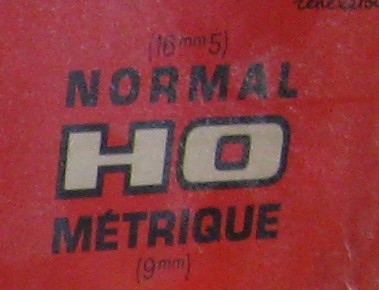 (16mm5)
NORMAL
HO
MÉTRIQUE
(9mm)